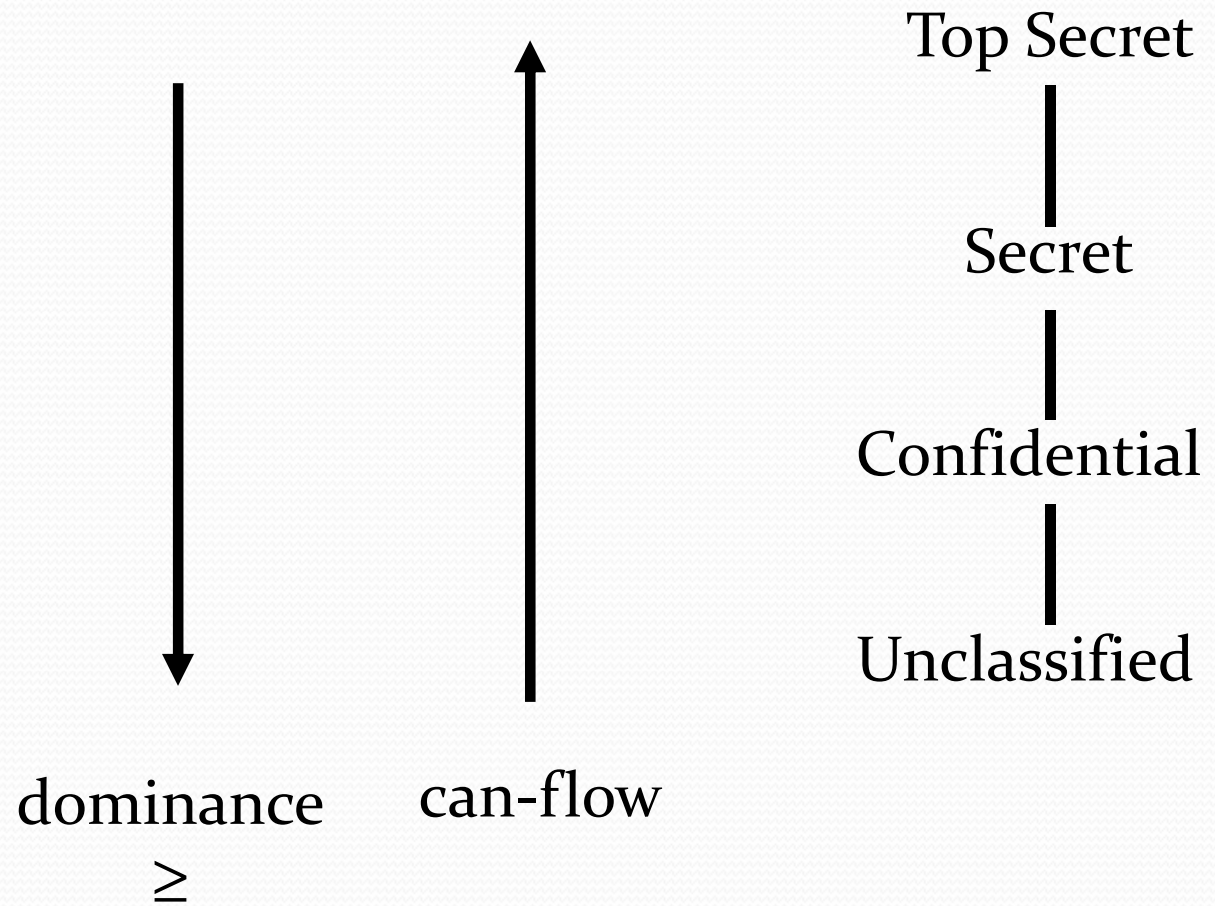 Top Secret
Secret
Confidential
Unclassified
dominance
≥
can-flow